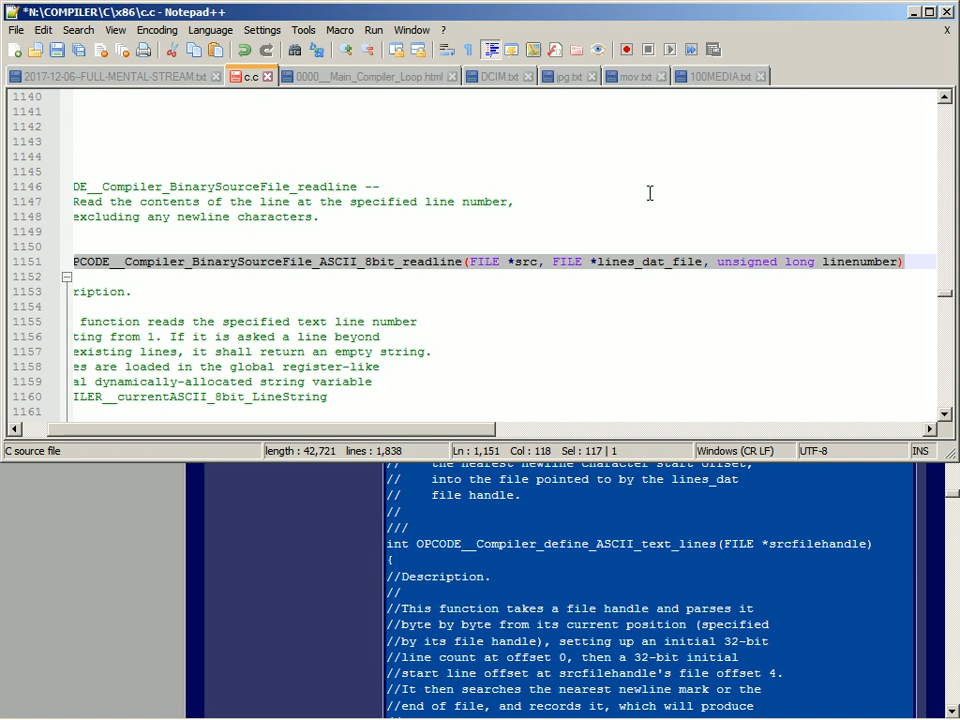 *N:\COMPILER\C\x86\c.c - Notepad++
File Edit Search View Encoding Language Settings Tools Macro Run Window ? X
2017-12-06--FULL-MENTAL-STREAM.txt c.c 0000__Main_Compiler_Loop.html DCIM.txt jpg.txt mov.txt 100MEDIA.txt
1140
1141
1142
1143
1144
1145
1146 DE__Compiler_BinarySourceFile_readline --
1147 Read the contents of the line at the specified line number,
1148 excluding any newline characters.
1149
1150
1151 PCODE__Compiler_BinarySourceFile_ASCII_8bit_readline(FILE *src, FILE *lines_dat_file, unsigned long linenumber)
1152
1153 ription.
1154
1155 function reads the specified text line number
1156 ting from 1. If it is asked a line beyond
1157 existing lines, it shall return an empty string.
1158 es are loaded in the global register-like
1159 al dynamically-allocated string variable
1160 ILER__currentASCII_8bit_LineString
1161
C source file length : 42,721 lines : 1,838 Ln : 1,151 Col : 118 Sel : 117 | 1 Windows (CR LF) UTF-8 INS
// the nearest newline character start offset,
// into the file pointed to by the lines_dat
// file handle.
//
///
int OPCODE__Compiler_define_ASCII_text_lines(FILE *srcfilehandle)
{
//Description.
//
//This function takes a file handle and parses it
//byte by byte from its current position (specified
//by its file handle), setting up an initial 32-bit
//line count at offset 0, then a 32-bit initial
//start line offset at srcfilehandle's file offset 4.
//It then searches the nearest newline mark or the
//end of file, and records it, which will produce